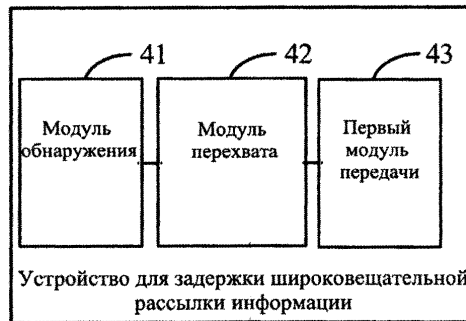 41
42
43
Модуль
обнаружения
Модуль
перехвата
Первый
модуль
передачи
Устройство для задержки широковещательной
рассылки информации